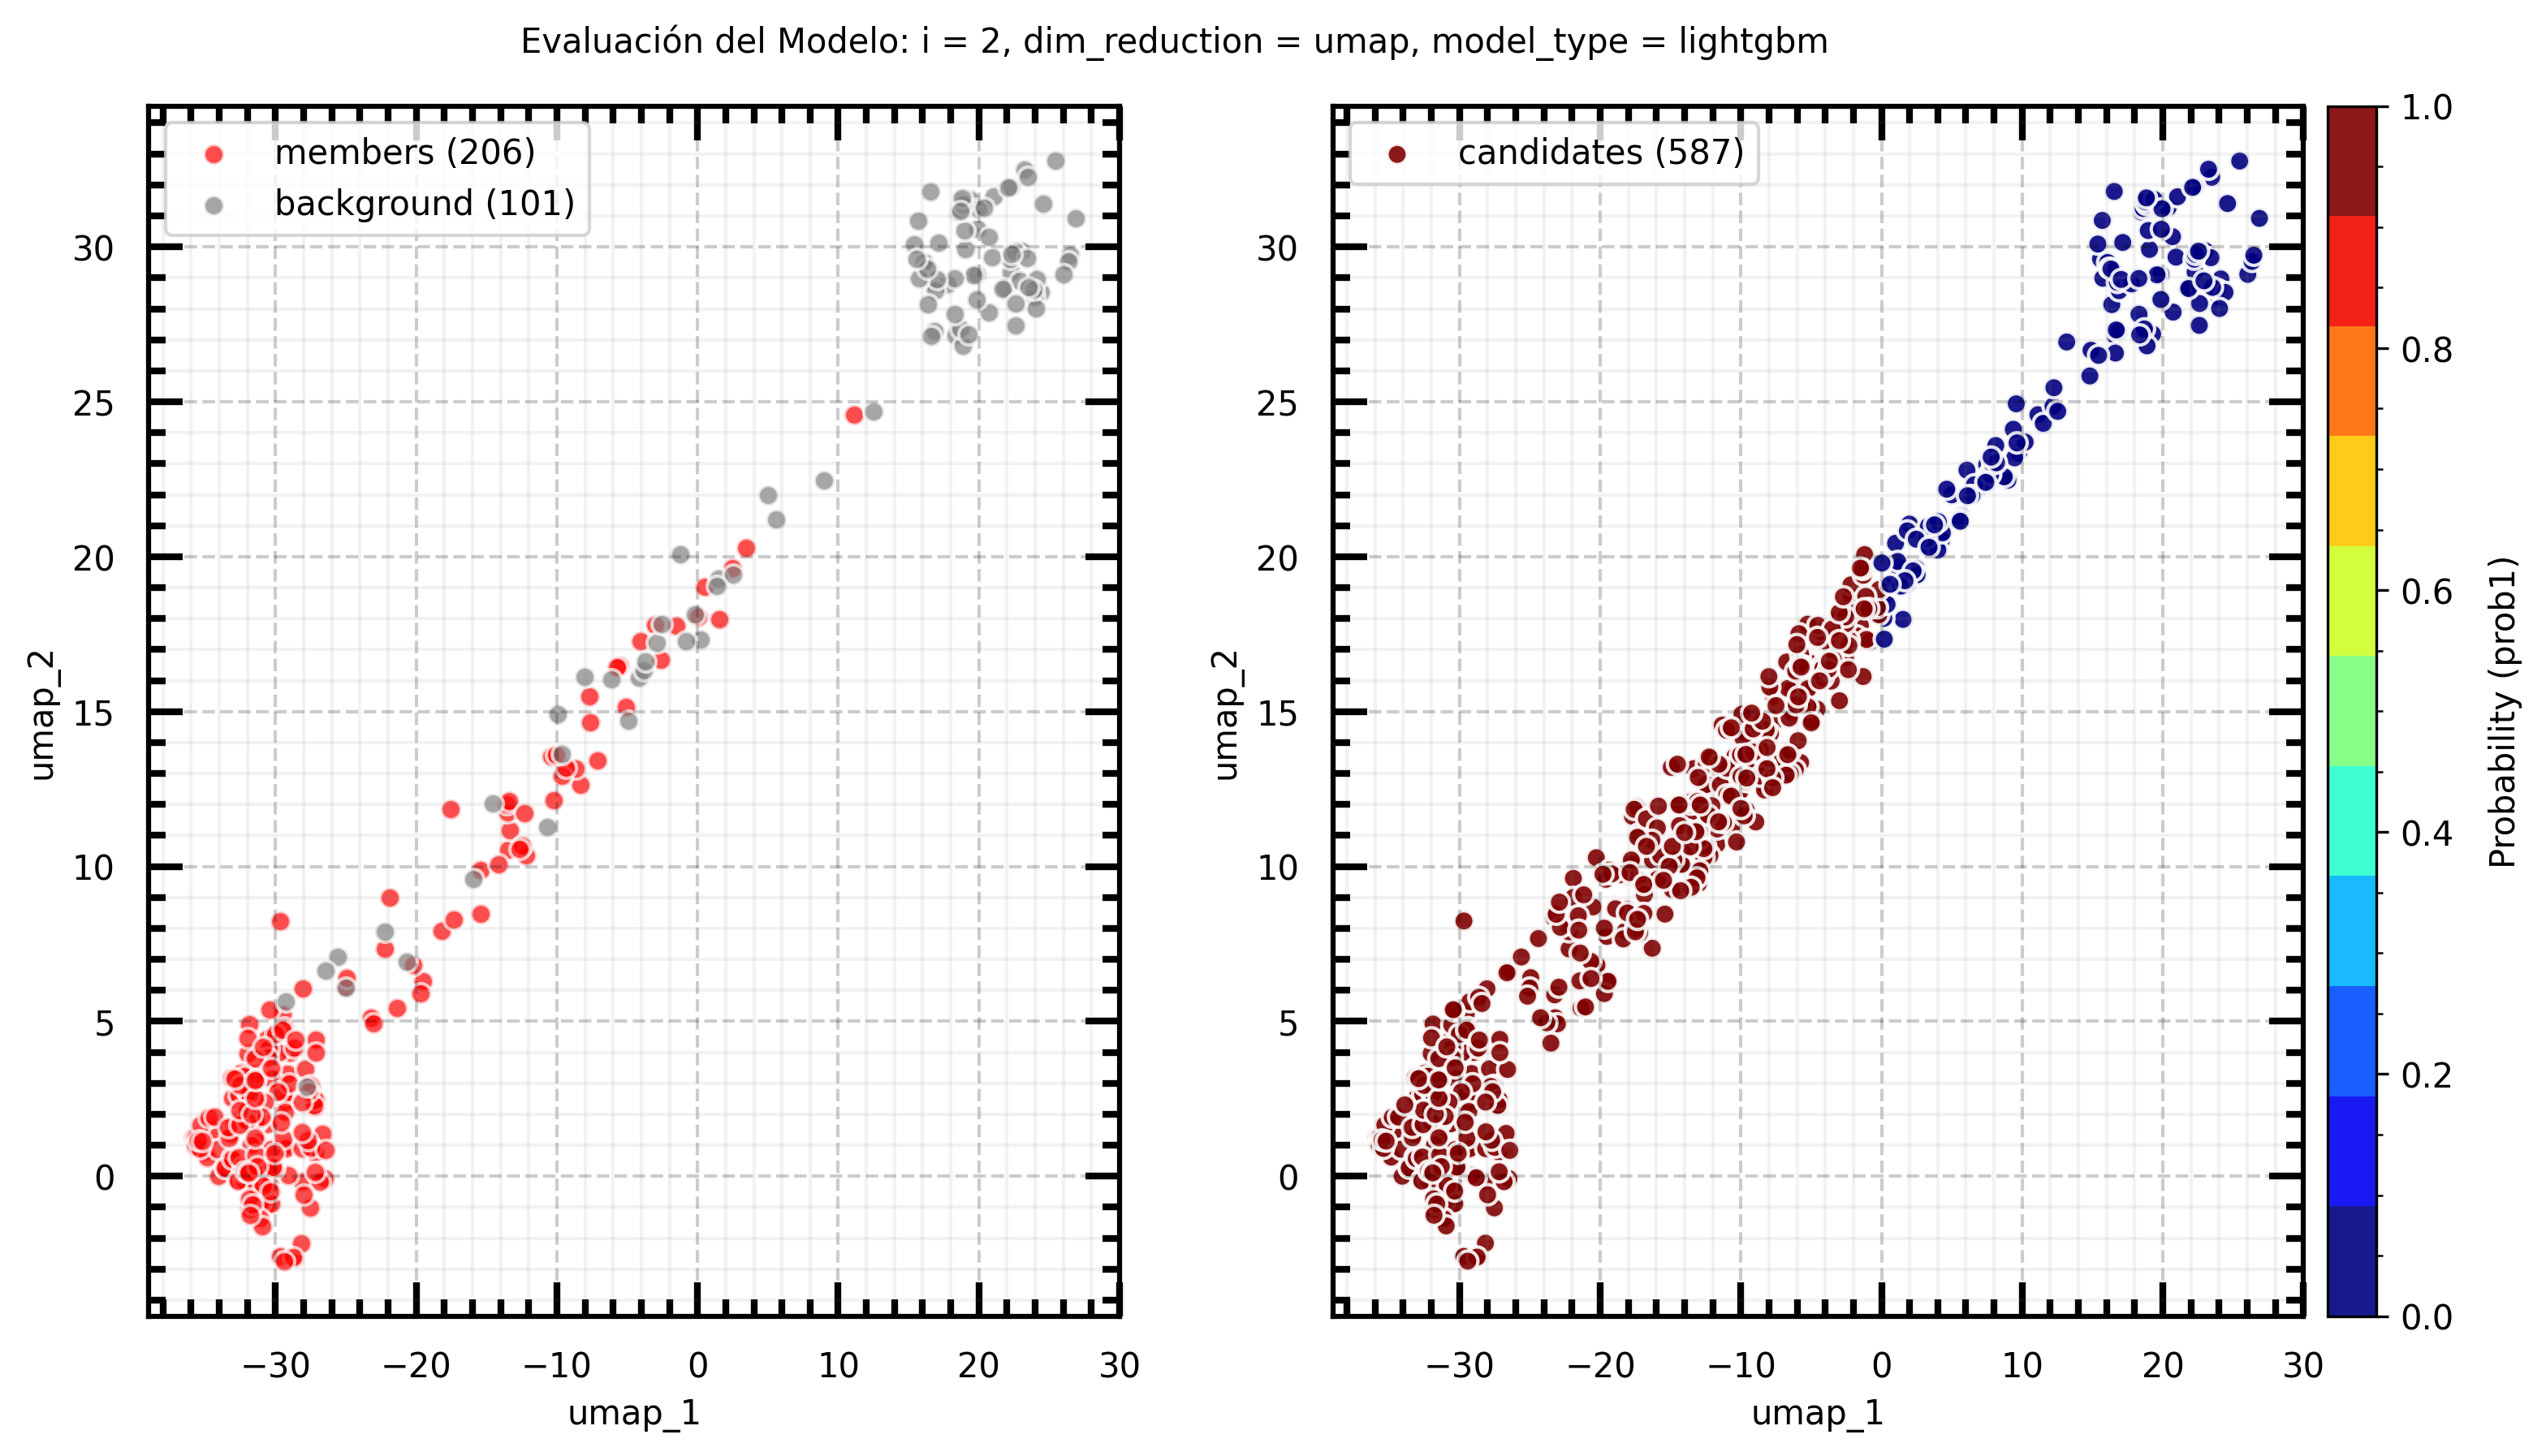 Evaluación del Modelo: i = 2, dim_reduction = umap, model_type = lightgbm
members (206)
background (101)
30
25
20
15
10
5
0
umap_2
−30 −20 −10 0 10 20 30
umap_1
candidates (587)
30
25
20
15
10
5
0
umap_2
−30 −20 −10 0 10 20 30
umap_1
1.0
0.8
0.6
0.4
0.2
0.0
Probability (prob1)